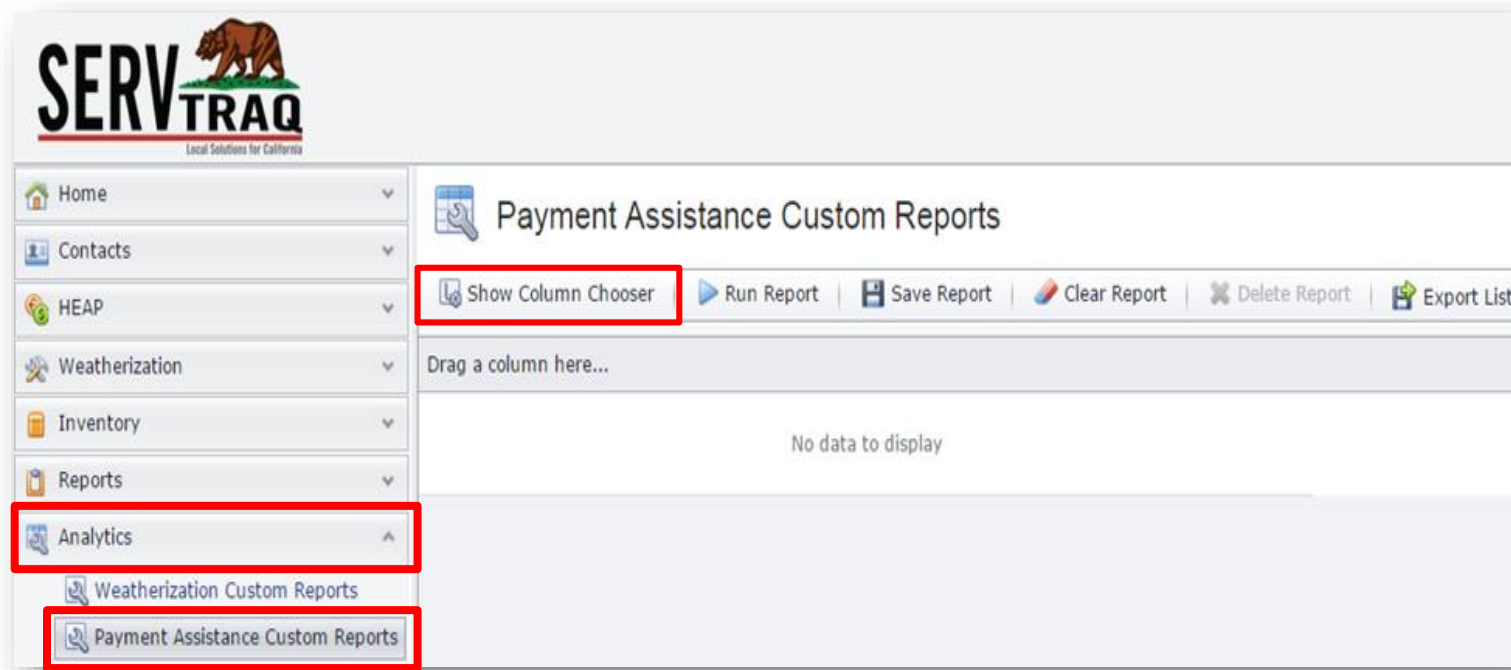 SERV
TRAQ
Local Solutions for California
Home
Contacts
HEAP
Weatherization
Inventory
Reports
Analytics
Weatherization Custom Reports
Payment Assistance Custom Reports
Payment Assistance Custom Reports
Show Column Chooser Run Report Save Report Clear Report Delete Report Export List
Drag a column here...
No data to display